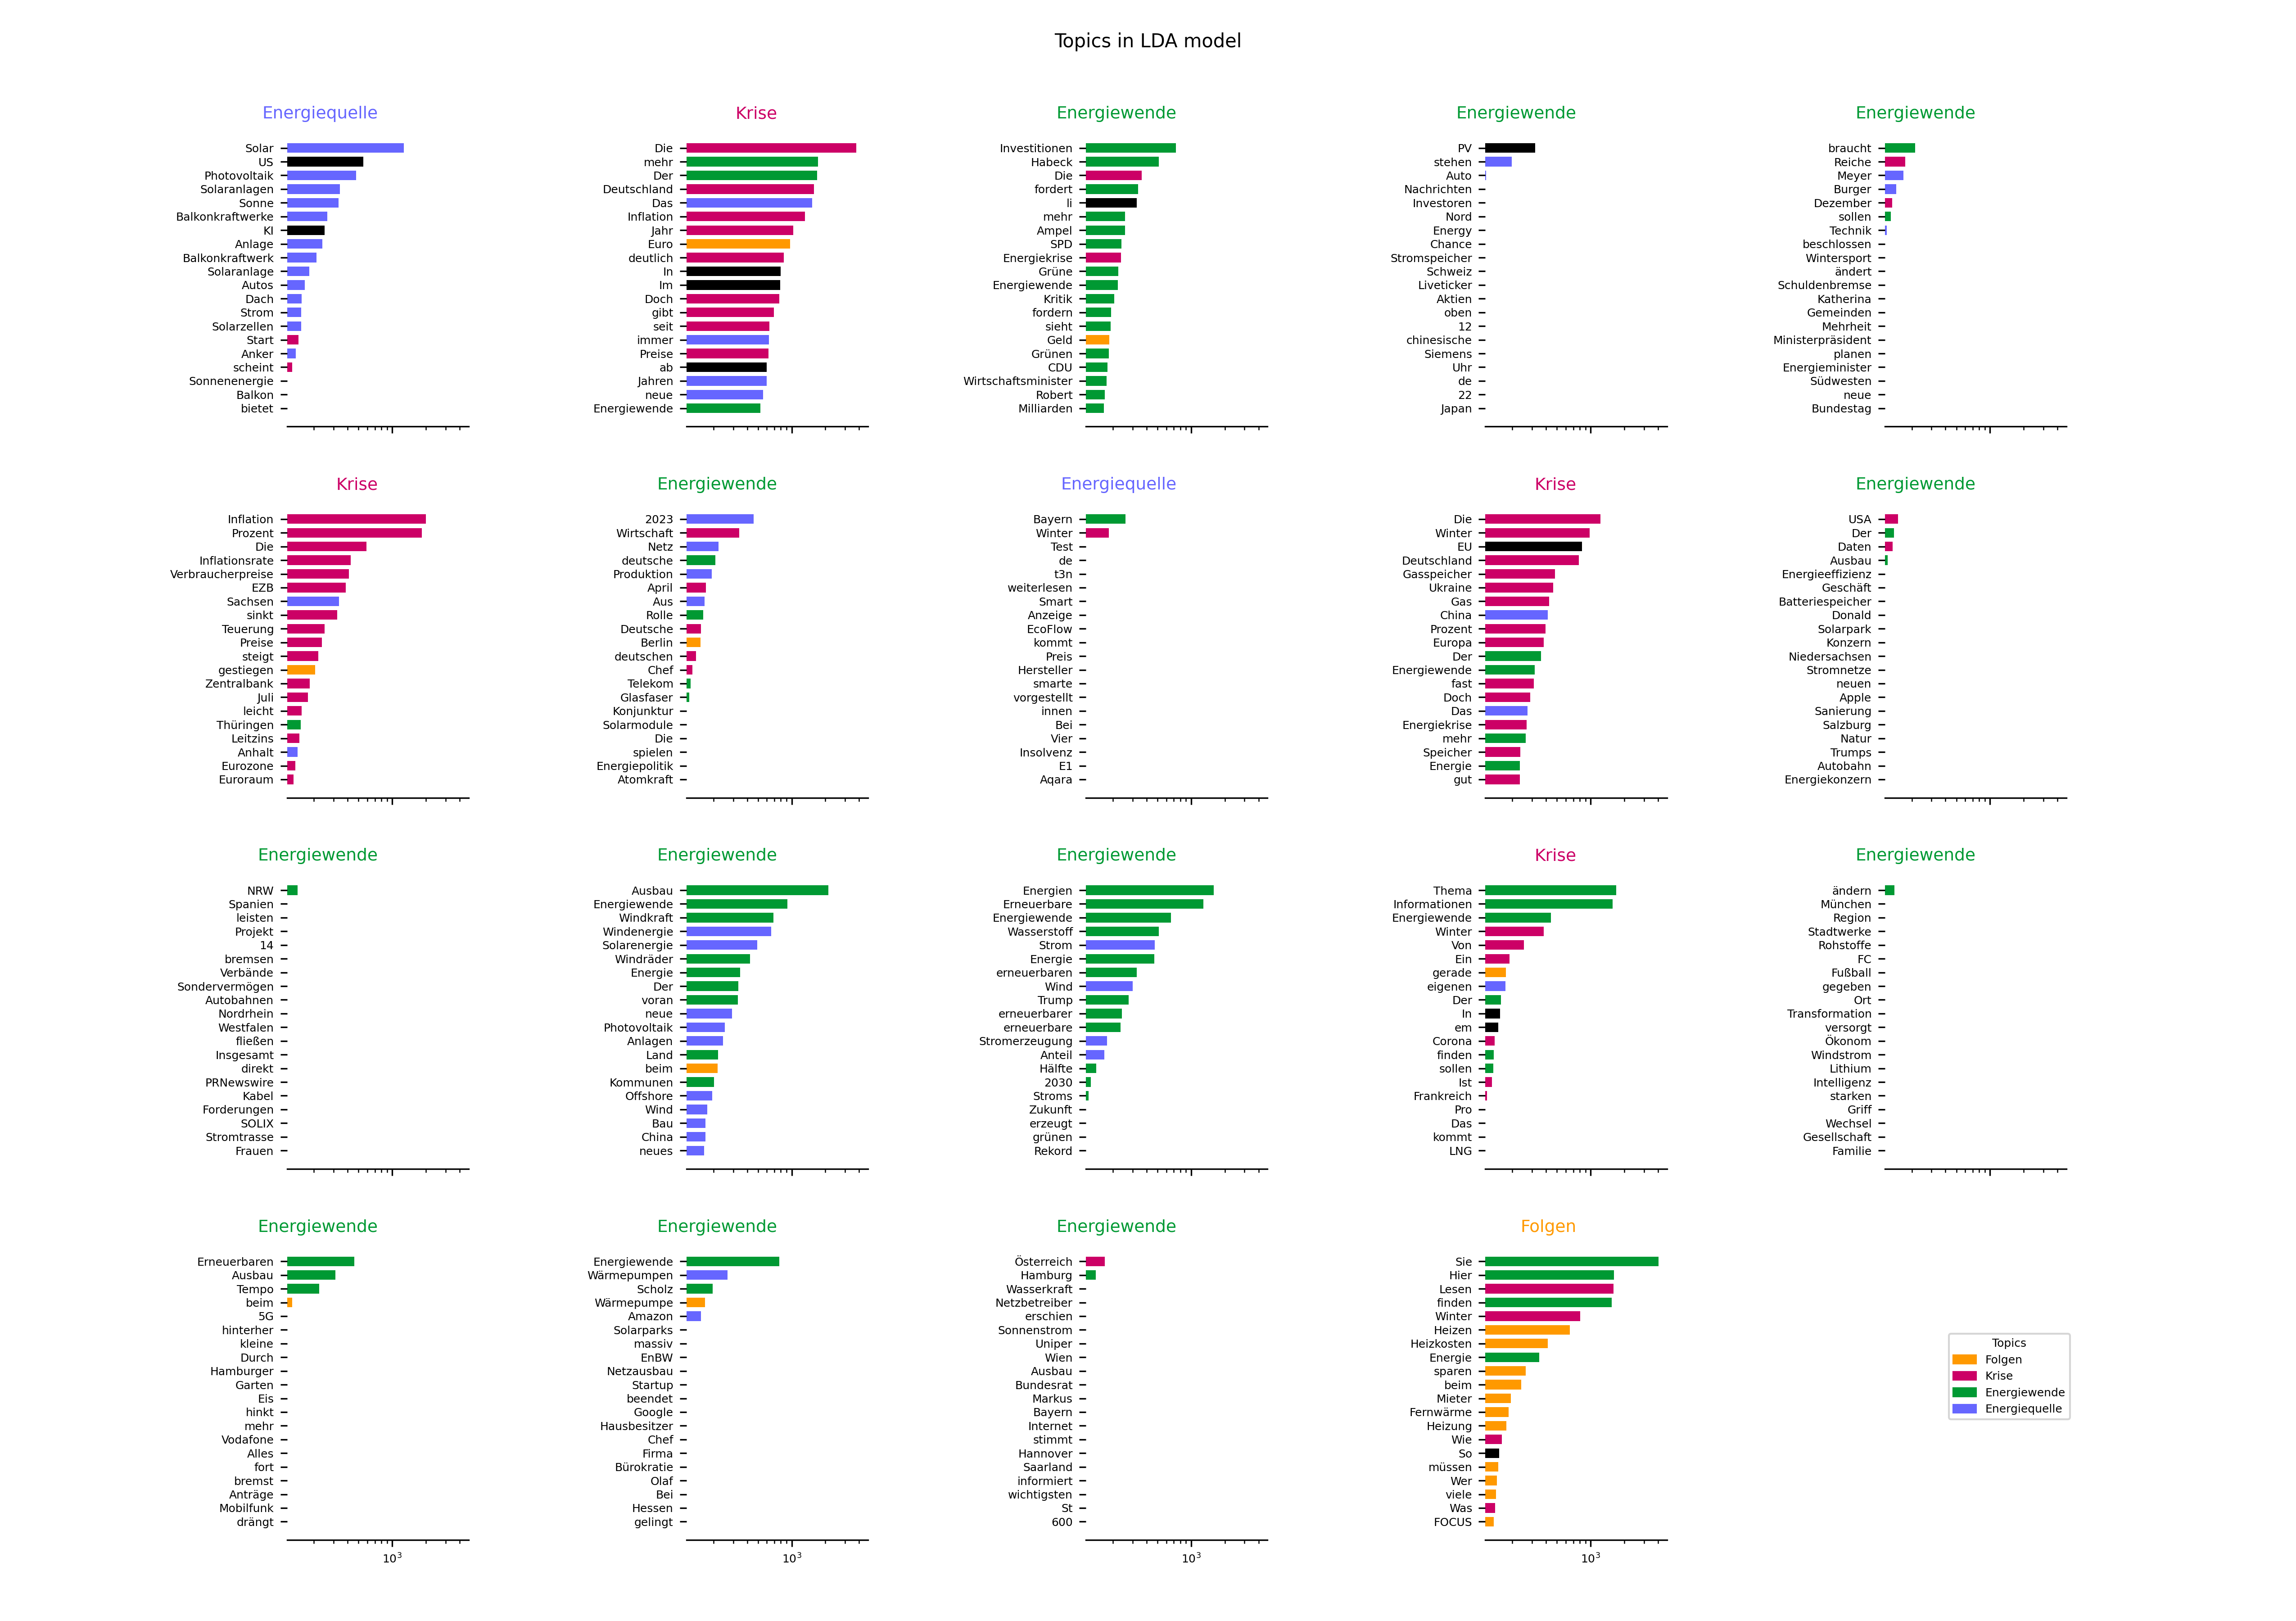 Topics in LDA model
Energiequelle
Solar
US
Photovoltaik
Solaranlagen
Sonne
Balkonkraftwerke
KI
Anlage
Balkonkraftwerk
Solaranlage
Autos
Dach
Strom
Solarzellen
Start
Anker
scheint
Sonnenenergie
Balkon
bietet
Krise
Die
mehr
Der
Deutschland
Das
Inflation
Jahr
Euro
deutlich
In
Im
Doch
gibt
seit
immer
Preise
ab
Jahren
neue
Energiewende
Energiewende
Investitionen
Habeck
Die
fordert
li
mehr
Ampel
SPD
Energiekrise
Grüne
Energiewende
Kritik
fordern
sieht
Geld
Grünen
CDU
Wirtschaftsminister
Robert
Milliarden
Energiewende
PV
stehen
Auto
Nachrichten
Investoren
Nord
Energy
Chance
Stromspeicher
Schweiz
Liveticker
Aktien
oben
12
chinesische
Siemens
Uhr
de
22
Japan
Energiewende
braucht
Reiche
Meyer
Burger
Dezember
sollen
Technik
beschlossen
Wintersport
ändert
Schuldenbremse
Katherina
Gemeinden
Mehrheit
Ministerpräsident
planen
Energieminister
Südwesten
neue
Bundestag
Krise
Inflation
Prozent
Die
Inflationsrate
Verbraucherpreise
EZB
Sachsen
sinkt
Teuerung
Preise
steigt
gestiegen
Zentralbank
Juli
leicht
Thüringen
Leitzins
Anhalt
Eurozone
Euroraum
Energiewende
2023
Wirtschaft
Netz
deutsche
Produktion
April
Aus
Rolle
Deutsche
Berlin
deutschen
Chef
Telekom
Glasfaser
Konjunktur
Solarmodule
Die
spielen
Energiepolitik
Atomkraft
Energiequelle
Bayern
Winter
Test
de
t3n
weiterlesen
Smart
Anzeige
EcoFlow
kommt
Preis
Hersteller
smarte
vorgestellt
innen
Bei
Vier
Insolvenz
E1
Aqara
Krise
Die
Winter
EU
Deutschland
Gasspeicher
Ukraine
Gas
China
Prozent
Europa
Der
Energiewende
fast
Doch
Das
Energiekrise
mehr
Speicher
Energie
gut
Energiewende
USA
Der
Daten
Ausbau
Energieeffizienz
Geschäft
Batteriespeicher
Donald
Solarpark
Konzern
Niedersachsen
Stromnetze
neuen
Apple
Sanierung
Salzburg
Natur
Trumps
Autobahn
Energiekonzern
Energiewende
NRW
Spanien
leisten
Projekt
14
bremsen
Verbände
Sondervermögen
Autobahnen
Nordrhein
Westfalen
fließen
Insgesamt
direkt
PRNewswire
Kabel
Forderungen
SOLIX
Stromtrasse
Frauen
Energiewende
Ausbau
Energiewende
Windkraft
Windenergie
Solarenergie
Windräder
Energie
Der
voran
neue
Photovoltaik
Anlagen
Land
beim
Kommunen
Offshore
Wind
Bau
China
neues
Energiewende
Energien
Erneuerbare
Energiewende
Wasserstoff
Strom
Energie
erneuerbaren
Wind
Trump
erneuerbarer
erneuerbare
Stromerzeugung
Anteil
Hälfte
2030
Stroms
Zukunft
erzeugt
grünen
Rekord
Krise
Thema
Informationen
Energiewende
Winter
Von
Ein
gerade
eigenen
Der
In
em
Corona
finden
sollen
Ist
Frankreich
Pro
Das
kommt
LNG
Energiewende
ändern
München
Region
Stadtwerke
Rohstoffe
FC
Fußball
gegeben
Ort
Transformation
versorgt
Ökonom
Windstrom
Lithium
Intelligenz
starken
Griff
Wechsel
Gesellschaft
Familie
Energiewende
Erneuerbaren
Ausbau
Tempo
beim
5G
hinterher
kleine
Durch
Hamburger
Garten
Eis
hinkt
mehr
Vodafone
Alles
fort
bremst
Anträge
Mobilfunk
drängt
10³
Energiewende
Energiewende
Wärmepumpen
Scholz
Wärmepumpe
Amazon
Solarparks
massiv
EnBW
Netzausbau
Startup
beendet
Google
Hausbesitzer
Chef
Firma
Bürokratie
Olaf
Bei
Hessen
gelingt
10³
Energiewende
Österreich
Hamburg
Wasserkraft
Netzbetreiber
erschien
Sonnenstrom
Uniper
Wien
Ausbau
Bundesrat
Markus
Bayern
Internet
stimmt
Hannover
Saarland
informiert
wichtigsten
St
600
10³
Folgen
Sie
Hier
Lesen
finden
Winter
Heizen
Heizkosten
Energie
sparen
beim
Mieter
Fernwärme
Heizung
Wie
So
müssen
Wer
viele
Was
FOCUS
10³
Topics
Folgen
Krise
Energiewende
Energiequelle